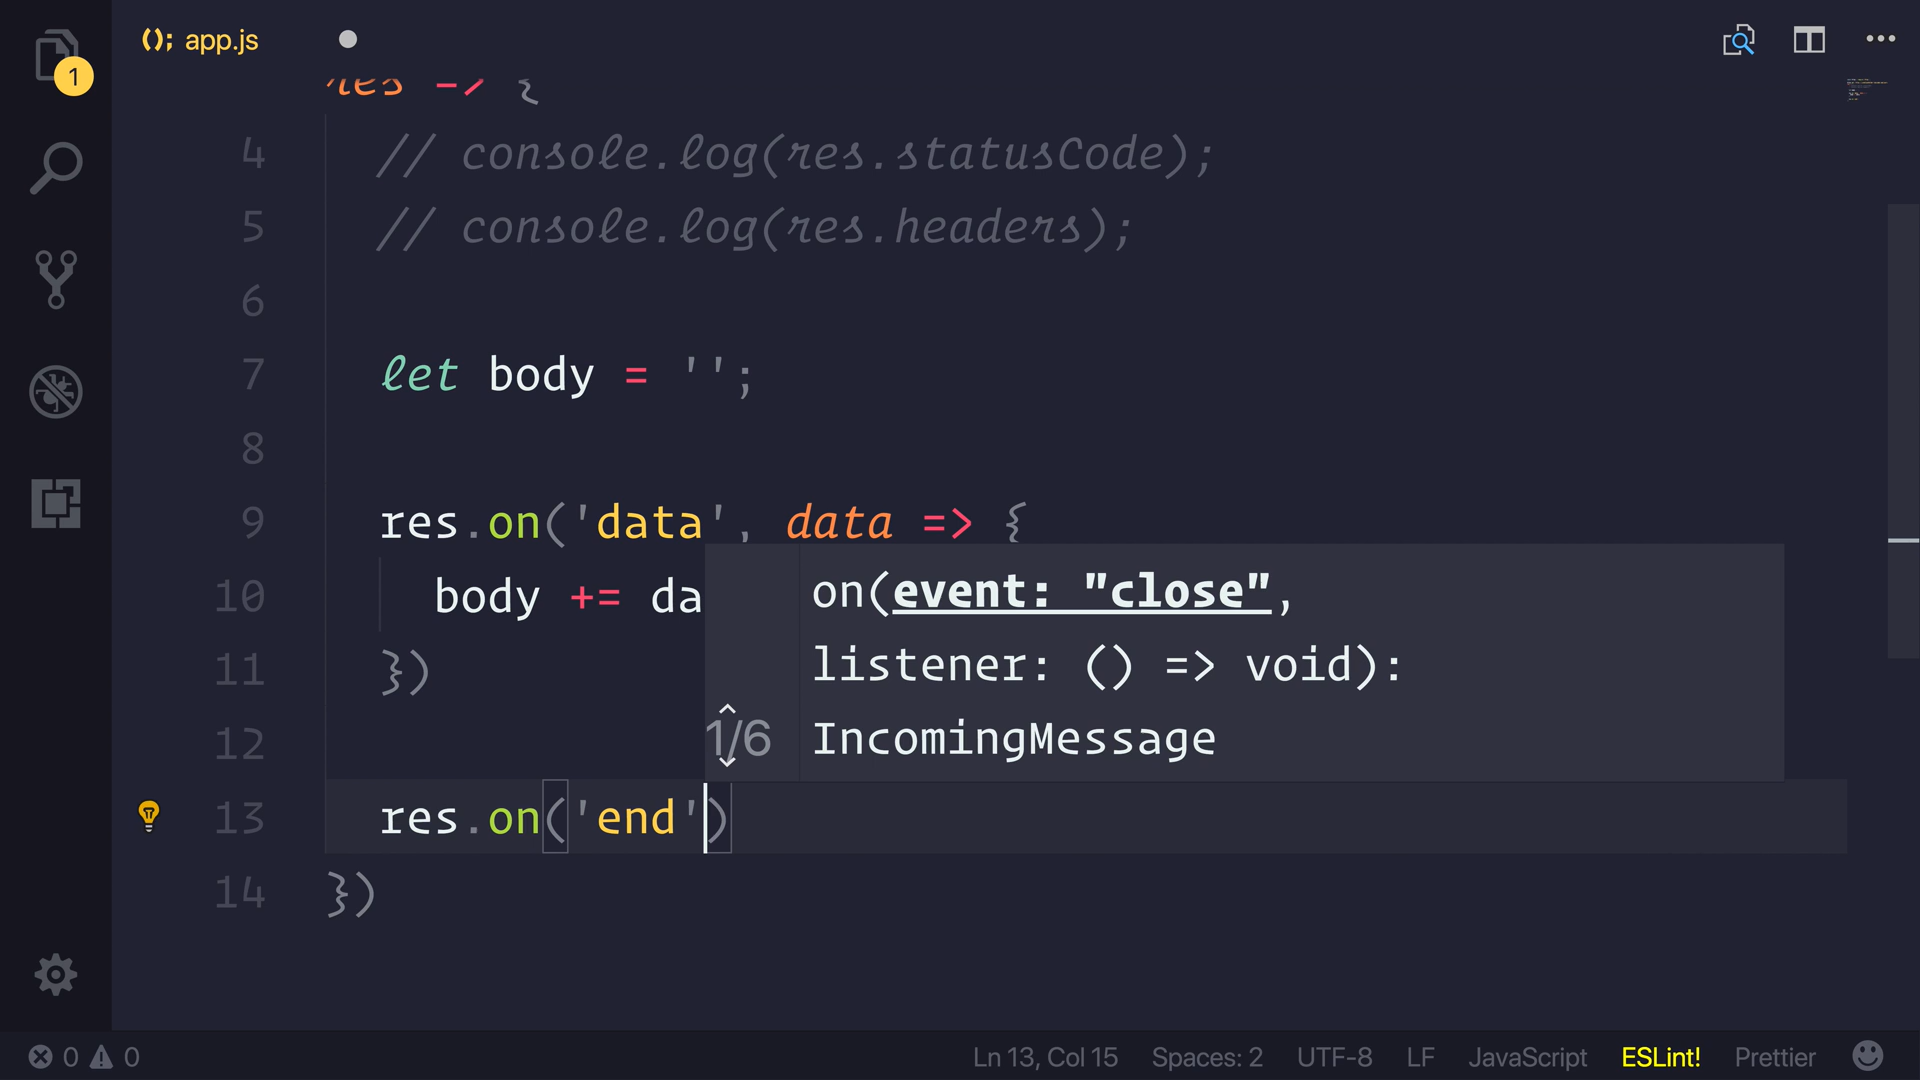 (); app.js
1
res => {
4 // console.log(res.statusCode);
5 // console.log(res.headers);
6
7 let body = '';
8
9 res.on('data', data => {
10 body += da
11 })
12
13 res.on('end')
14 })
on(event: "close",
listener: () => void):
1/6 IncomingMessage
0 0
Ln 13, Col 15 Spaces: 2 UTF-8 LF JavaScript ESLint! Prettier